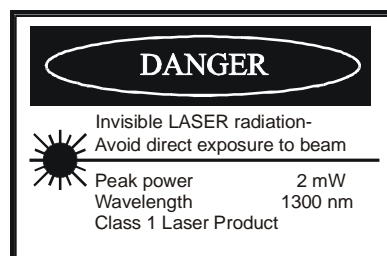 DANGER
Invisible LASER radiation-
Avoid direct exposure to beam
Peak power 2 mW
Wavelength 1300 nm
Class 1 Laser Product